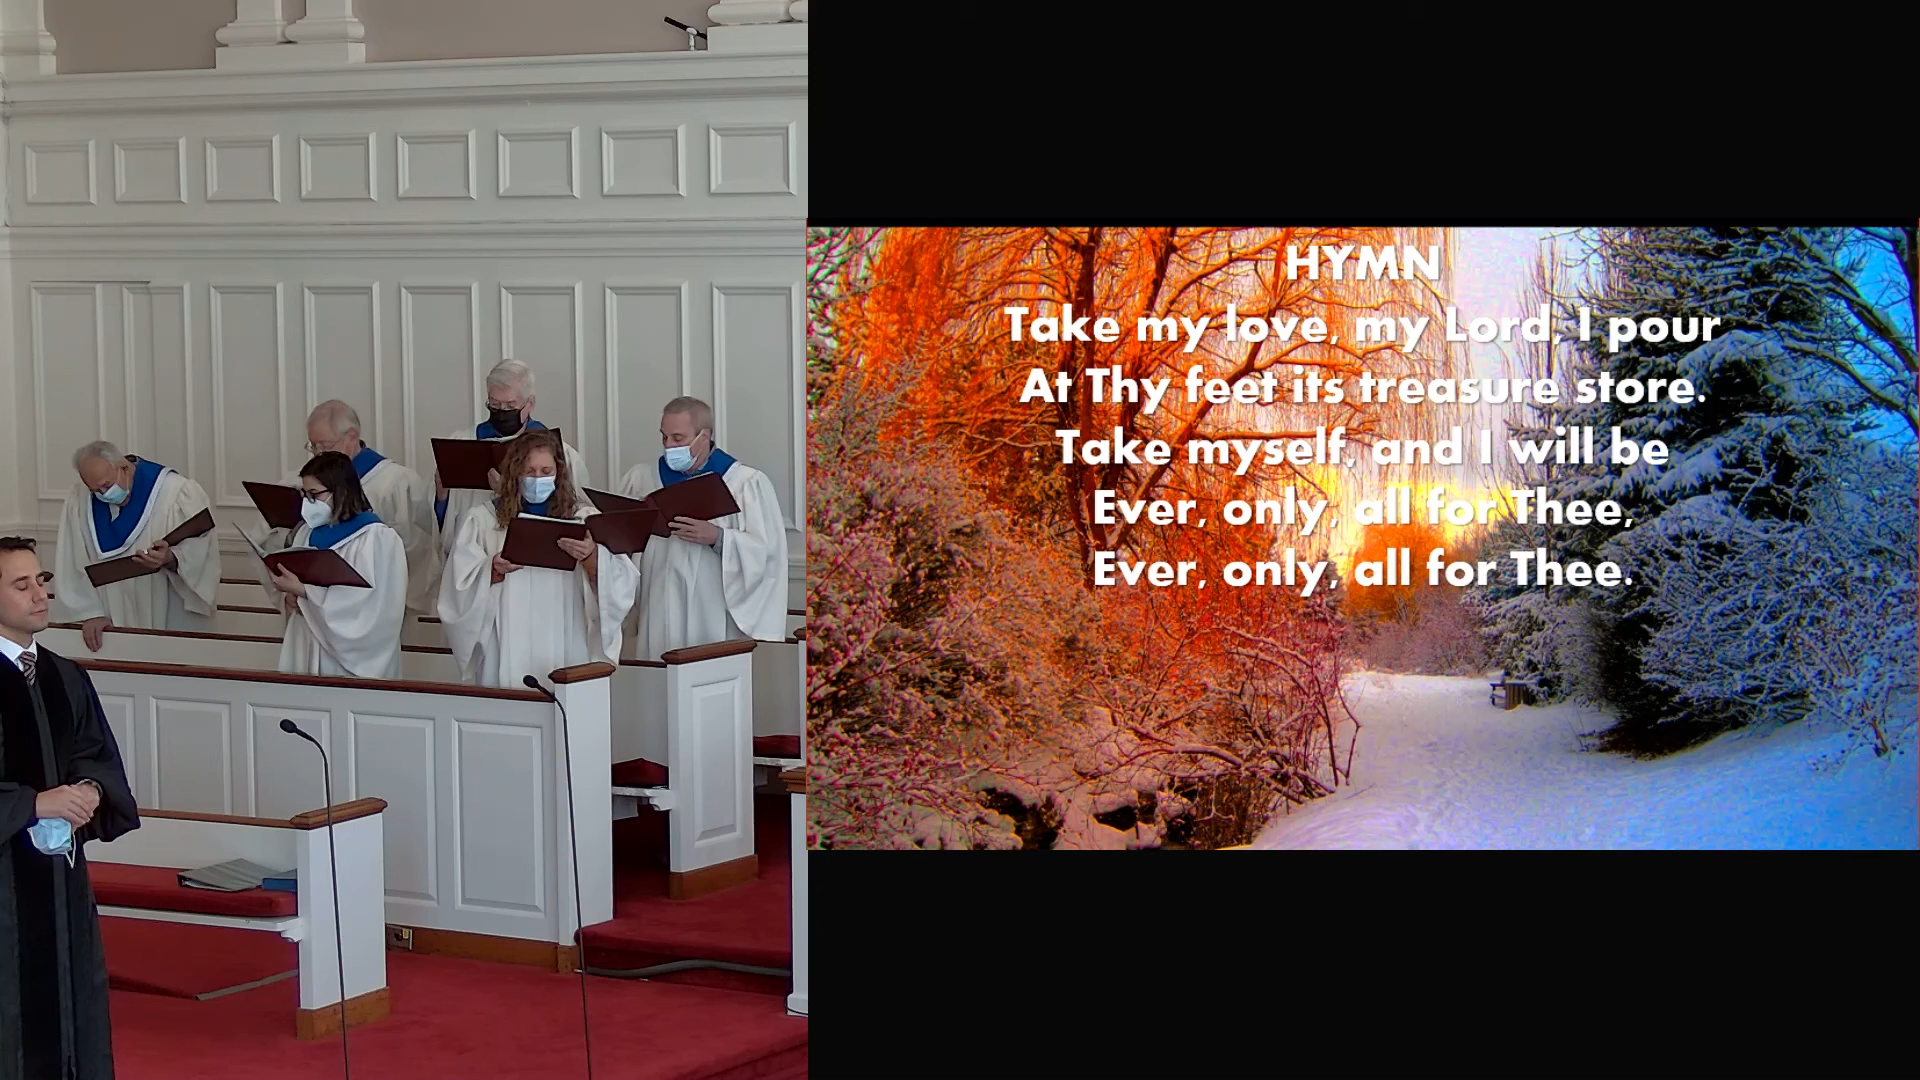 HYMN
Take my love, my Lord, I pour
At Thy feet its treasure store.
Take myself, and I will be
Ever, only, all for Thee,
Ever, only, all for Thee.